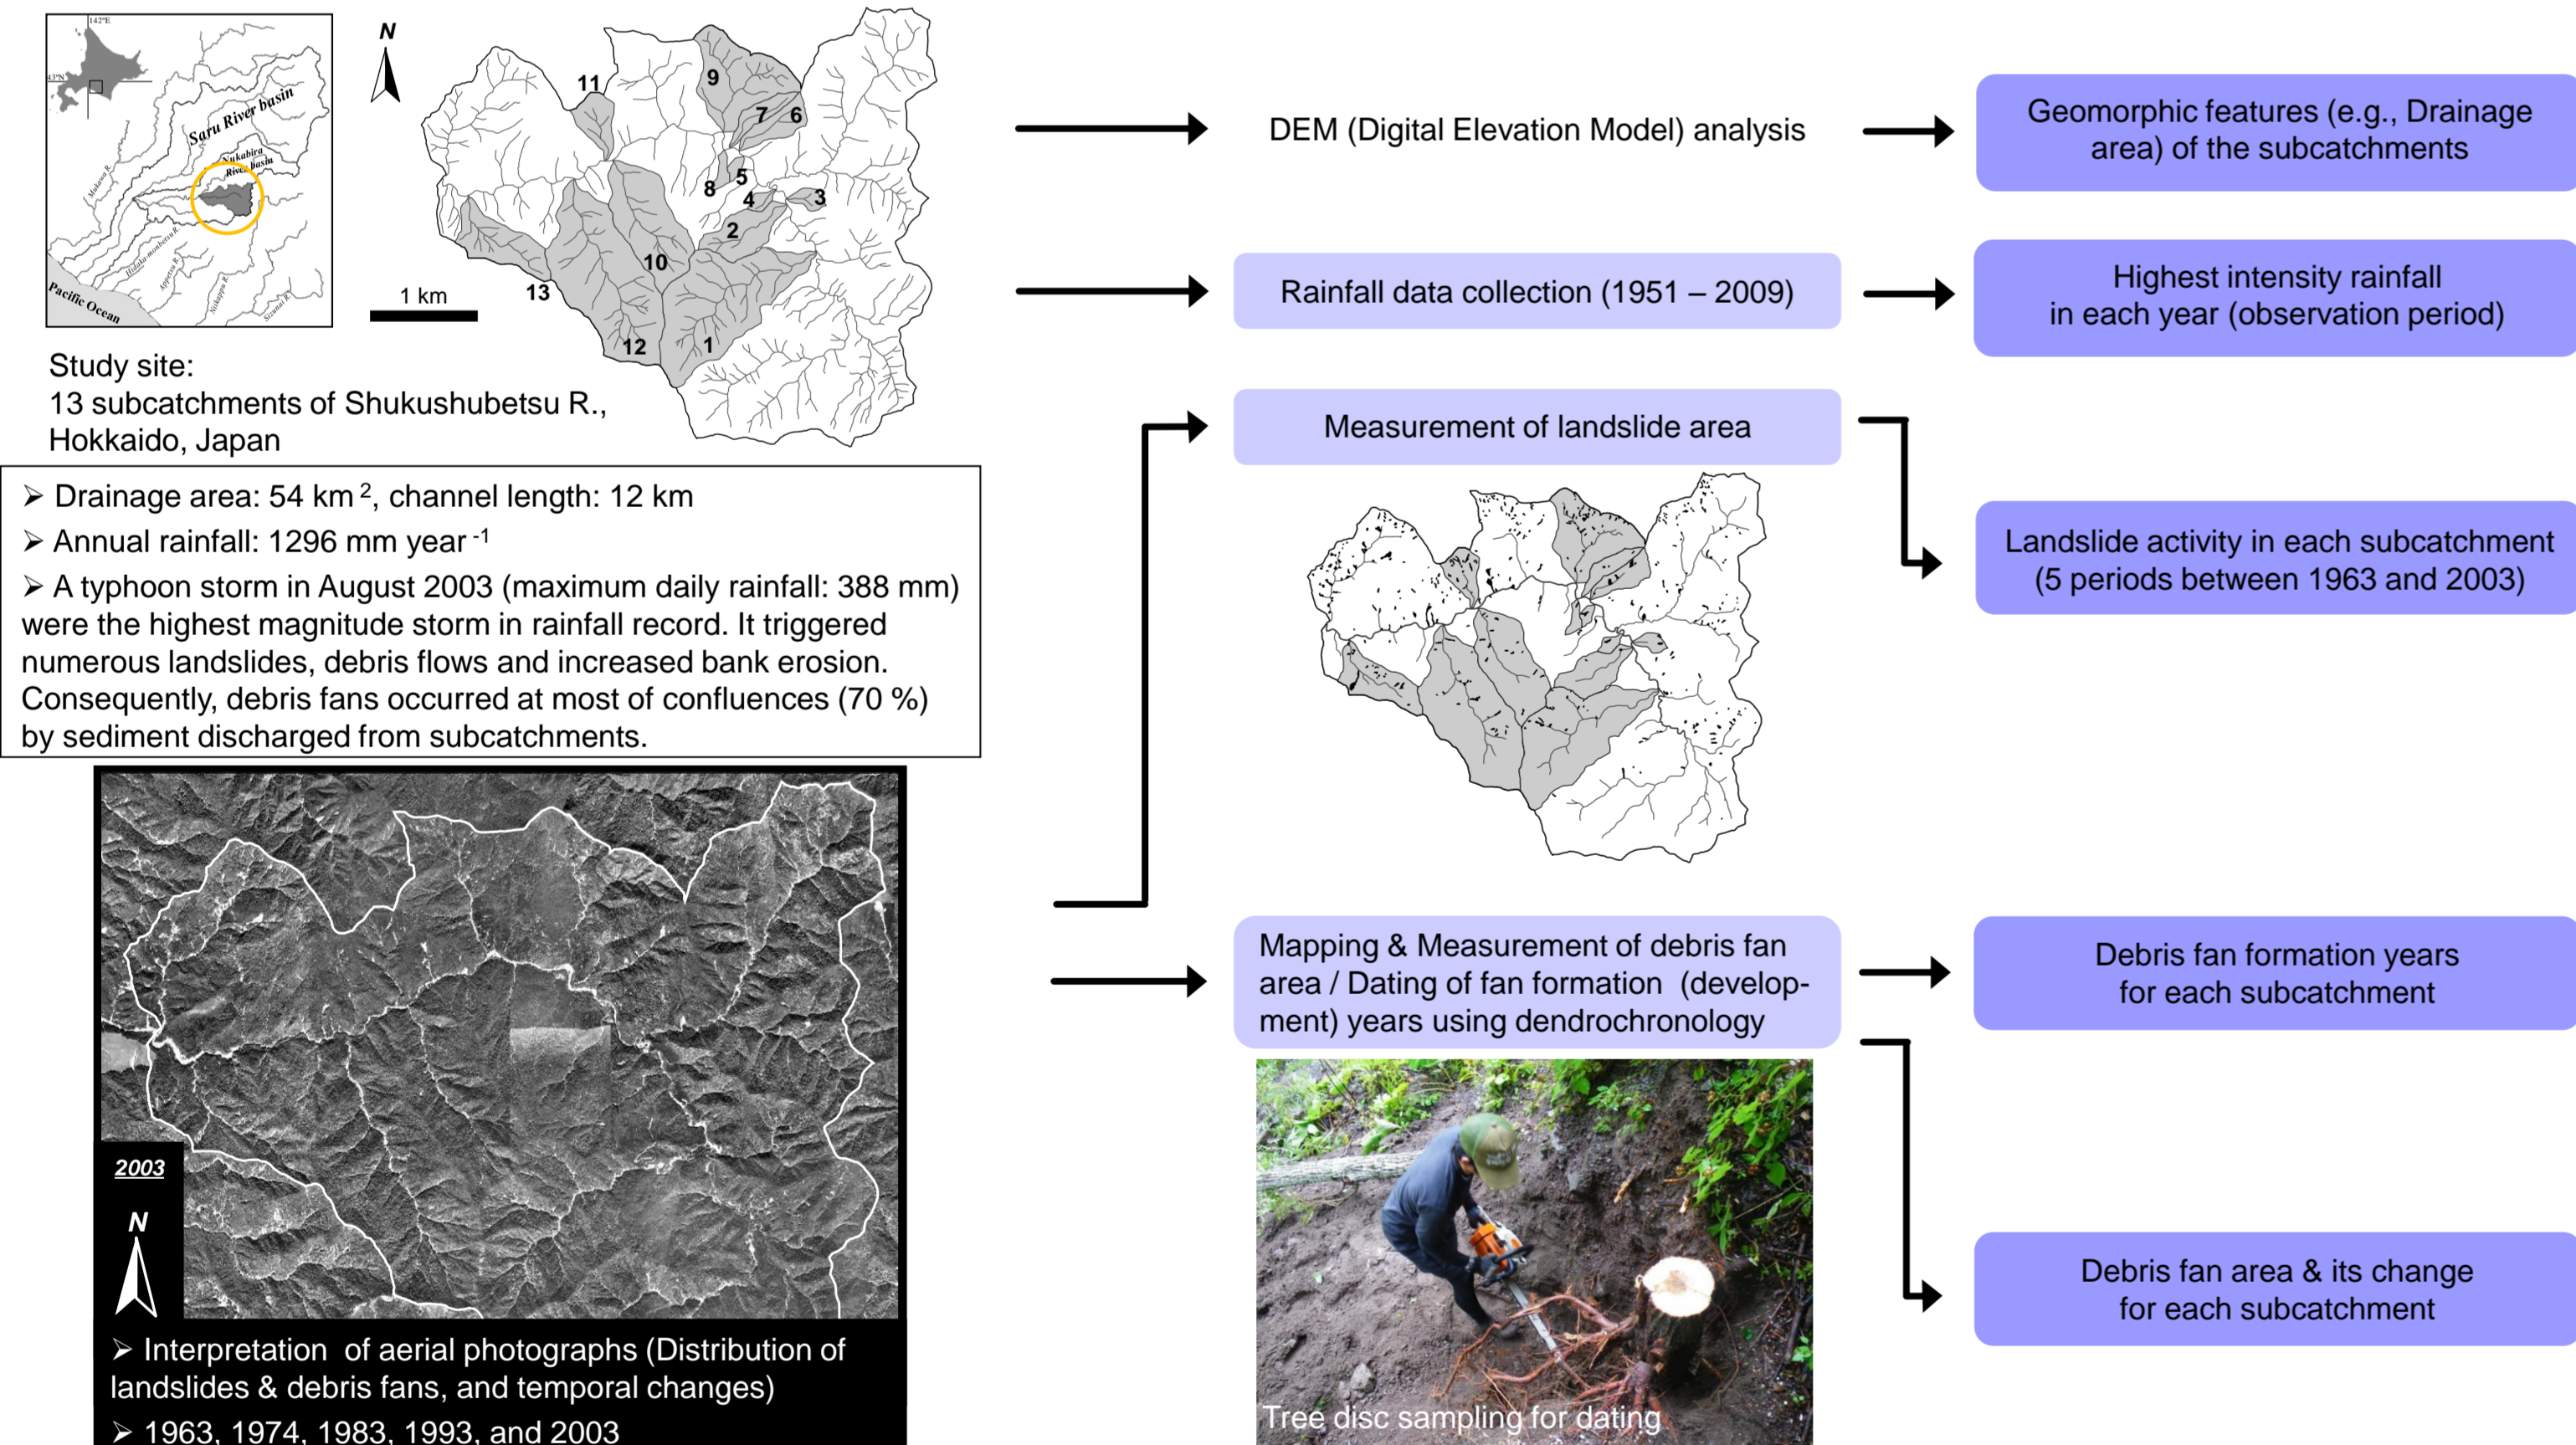 142°E
43°N
Saru River basin
Nukabira
River basin
Mukawa R.
Hidaka-monbetsu R.
Appetsu R.
Niikappu R.
Sizunai R.
Pacific Ocean
N
1 km
11
9
7
6
5
8
4
3
2
10
13
12
1
Study site:
13 subcatchments of Shukushubetsu R.,
Hokkaido, Japan
➢ Drainage area: 54 km², channel length: 12 km
➢ Annual rainfall: 1296 mm year⁻¹
➢ A typhoon storm in August 2003 (maximum daily rainfall: 388 mm)
were the highest magnitude storm in rainfall record. It triggered
numerous landslides, debris flows and increased bank erosion.
Consequently, debris fans occurred at most of confluences (70 %)
by sediment discharged from subcatchments.
2003
N
➢ Interpretation of aerial photographs (Distribution of
landslides & debris fans, and temporal changes)
➢ 1963, 1974, 1983, 1993, and 2003
DEM (Digital Elevation Model) analysis
Geomorphic features (e.g., Drainage
area) of the subcatchments
Rainfall data collection (1951 – 2009)
Highest intensity rainfall
in each year (observation period)
Measurement of landslide area
Landslide activity in each subcatchment
(5 periods between 1963 and 2003)
Mapping & Measurement of debris fan
area / Dating of fan formation (develop-
ment) years using dendrochronology
Debris fan formation years
for each subcatchment
Debris fan area & its change
for each subcatchment
Tree disc sampling for dating